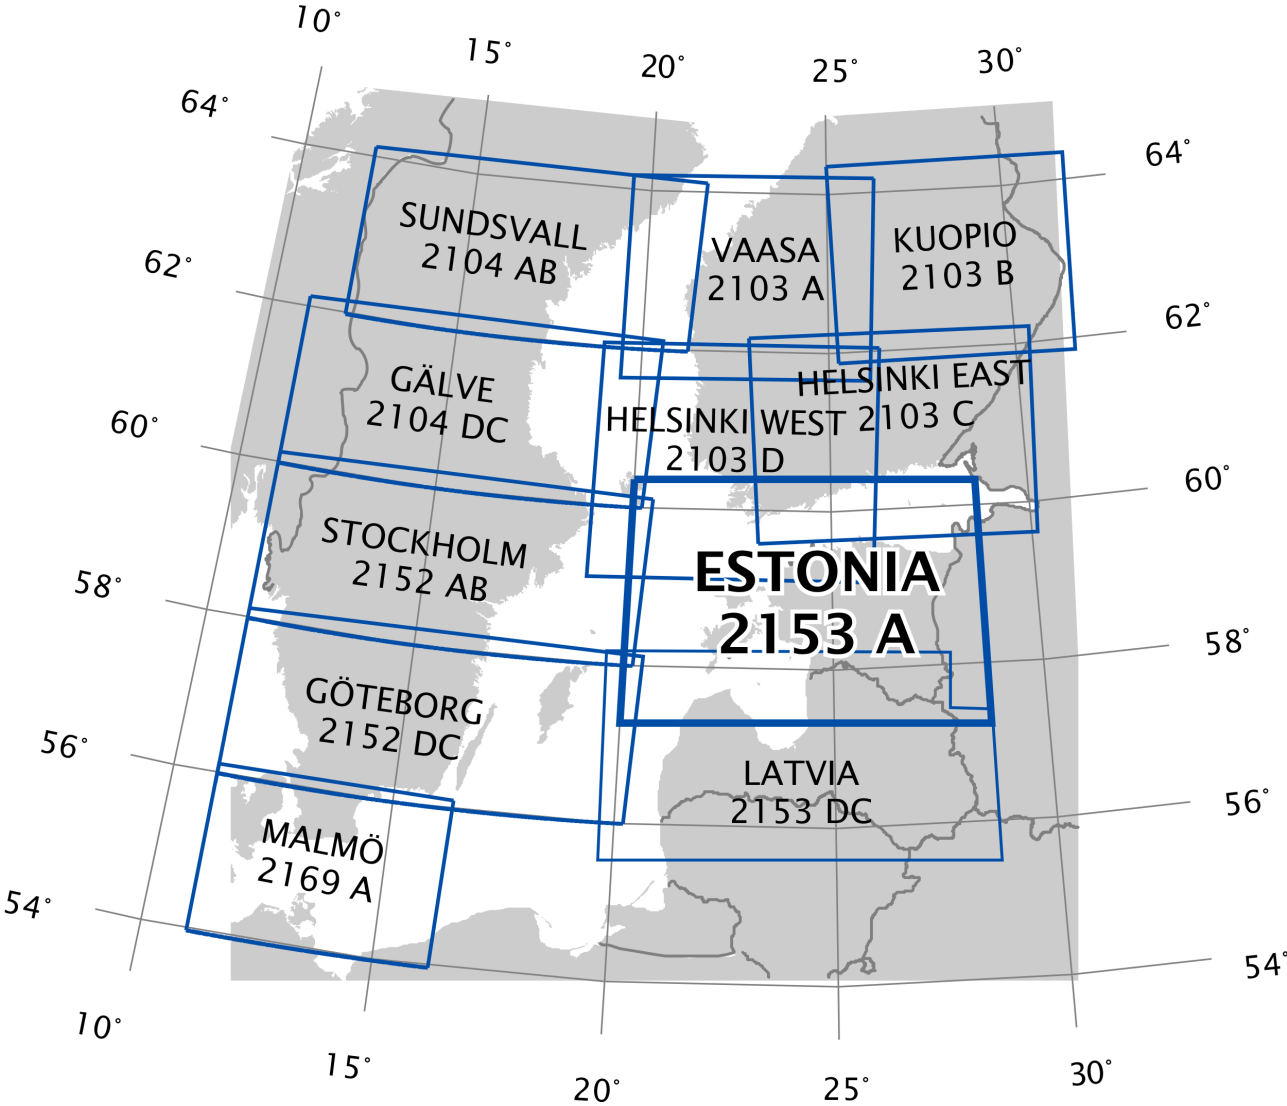 10°
15°
20°
25°
30°
64°
64°
SUNDSVALL
2104 AB
VAASA
2103 A
KUOPIO
2103 B
62°
62°
GÄLVE
2104 DC
HELSINKI EAST
2103 C
HELSINKI WEST
2103 D
60°
60°
STOCKHOLM
2152 AB
ESTONIA
2153 A
58°
58°
GÖTEBORG
2152 DC
56°
LATVIA
2153 DC
56°
MALMÖ
2169 A
54°
54°
10°
15°
20°
25°
30°